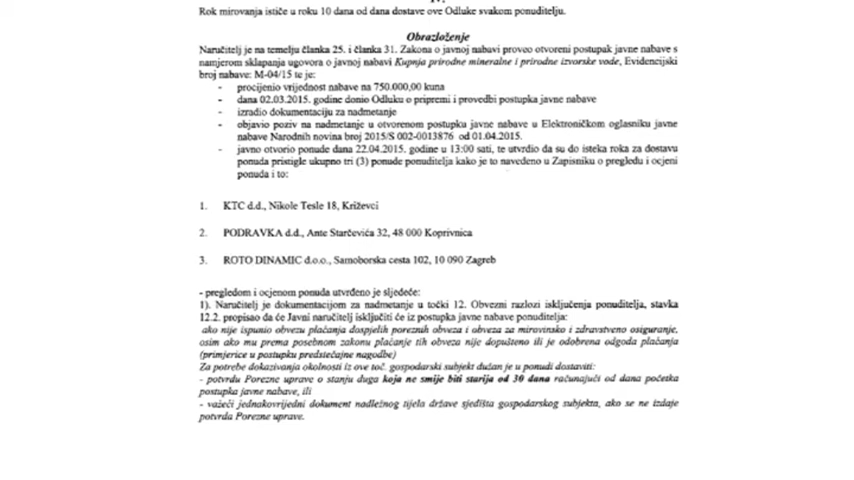 Rok mirovanja ističe u roku 10 dana od dana dostave ove Odluke svakom ponuditelju.
Obrazloženje
Naručitelj je na temelju članka 25. i članka 31. Zakona o javnoj nabavi proveo otvoreni postupak javne nabave s
namjerom sklapanja ugovora o javnoj nabavi Kupnja prirodne mineralne i prirodne izvorske vode, Evidencijski
broj nabave: M-04/15 te je:
- procijenio vrijednost nabave na 750.000,00 kuna
- dana 02.03.2015. godine donio Odluku o pripremi i provedbi postupka javne nabave
- izradio dokumentaciju za nadmetanje
- objavio poziv na nadmetanje u otvorenom postupku javne nabave u Elektroničkom oglasniku javne
nabave Narodnih novina broj 2015/S 002-0013876 od 01.04.2015.
- javno otvorio ponude dana 22.04.2015. godine u 13:00 sati, te utvrdio da su do isteka roka za dostavu
ponuda pristigle ukupno tri (3) ponude ponuditelja kako je to navedeno u Zapisniku o pregledu i ocjeni
ponuda i to:
1. KTC d.d., Nikole Tesle 18, Križevci
2. PODRAVKA d.d., Ante Starčevića 32, 48 000 Koprivnica
3. ROTO DINAMIC d.o.o., Samoborska cesta 102, 10 090 Zagreb
- pregledom i ocjenom ponuda utvrđeno je sljedeće:
1). Naručitelj je dokumentacijom za nadmetanje u točki 12. Obvezni razlozi isključenja ponuditelja, stavka
12.2. propisao da će Javni naručitelj isključiti će iz postupka javne nabave ponuditelja:
ako nije ispunio obvezu plaćanja dospjelih poreznih obveza i obveza za mirovinsko i zdravstveno osiguranje,
osim ako mu prema posebnom zakonu plaćanje tih obveza nije dopušteno ili je odobrena odgoda plaćanja
(primjerice u postupku predstečajne nagodbe)
Za potrebe dokazivanja okolnosti iz ove toč. gospodarski subjekt dužan je u ponudi dostaviti:
- potvrdu Porezne uprave o stanju duga koja ne smije biti starija od 30 dana računajući od dana početka
postupka javne nabave, ili
- važeći jednakovrijedni dokument nadležnog tijela države sjedišta gospodarskog subjekta, ako se ne izdaje
potvrda Porezne uprave.